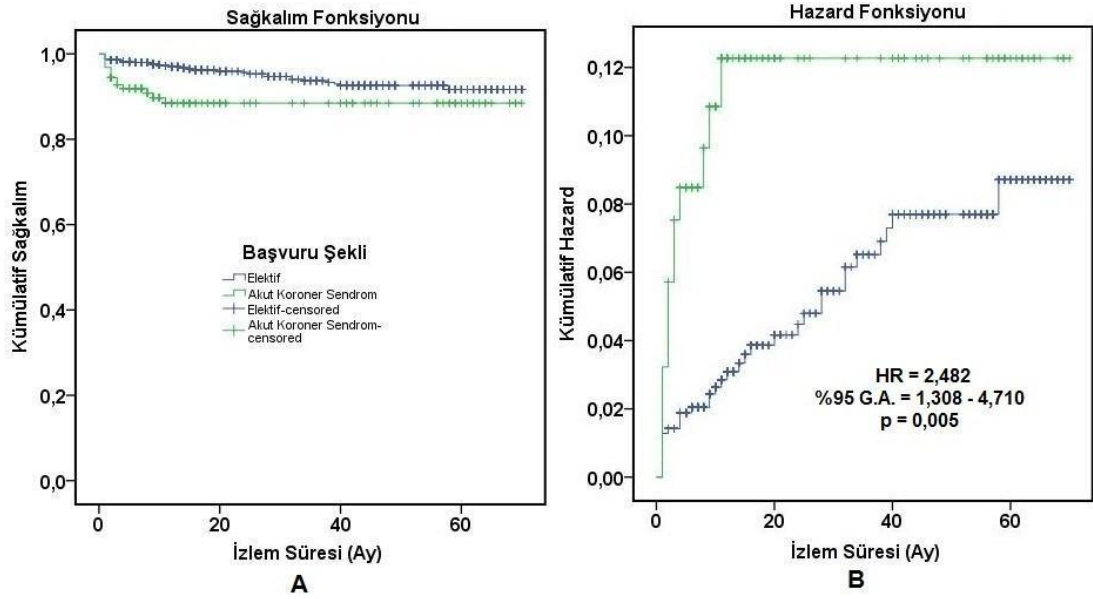 Sağkalım Fonksiyonu
Kümülatif Sağkalım
1,0
0,8
0,6
0,4
0,2
0,0
Başvuru Şekli
Elektif
Akut Koroner Sendrom
Elektif-censored
Akut Koroner Sendrom-
censored
0
20
40
60
İzlem Süresi (Ay)
A
Hazard Fonksiyonu
Kümülatif Hazard
0,12
0,10
0,08
0,06
0,04
0,02
0,00
HR = 2,482
%95 G.A. = 1,308 - 4,710
p = 0,005
0
20
40
60
İzlem Süresi (Ay)
B